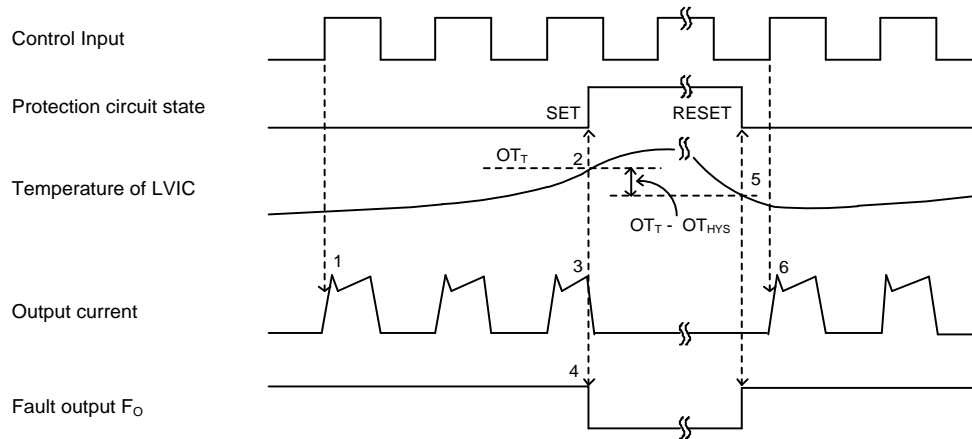 Control Input
Protection circuit state
SET
RESET
OT_T
2
5
Temperature of LVIC
OT_T - OT_HYS
1
3
6
Output current
4
Fault output F_O